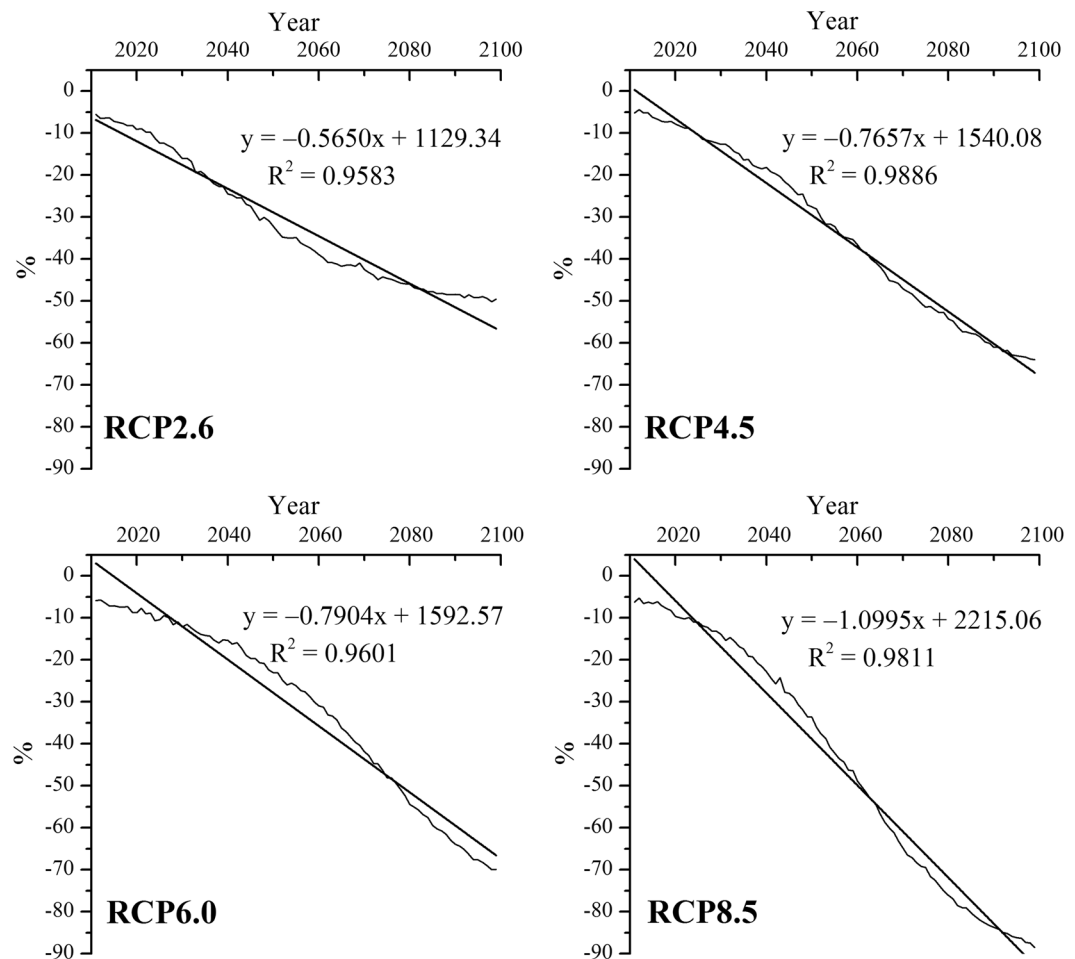 Year
2020 2040 2060 2080 2100
0
-10
-20
-30
-40
-50
-60
-70
-80
-90
%
y = –0.5650x + 1129.34
R² = 0.9583
RCP2.6
Year
2020 2040 2060 2080 2100
0
-10
-20
-30
-40
-50
-60
-70
-80
-90
%
y = –0.7657x + 1540.08
R² = 0.9886
RCP4.5
Year
2020 2040 2060 2080 2100
0
-10
-20
-30
-40
-50
-60
-70
-80
-90
%
y = –0.7904x + 1592.57
R² = 0.9601
RCP6.0
Year
2020 2040 2060 2080 2100
0
-10
-20
-30
-40
-50
-60
-70
-80
-90
%
y = –1.0995x + 2215.06
R² = 0.9811
RCP8.5